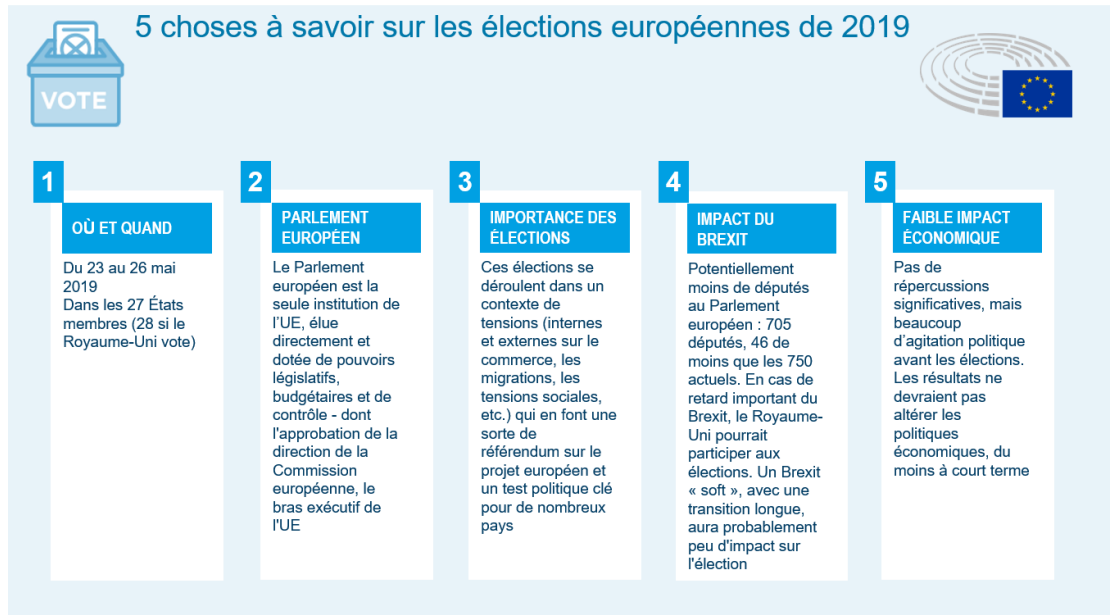 5 choses à savoir sur les élections européennes de 2019
VOTE
1
OÙ ET QUAND
Du 23 au 26 mai
2019
Dans les 27 États
membres (28 si le
Royaume-Uni vote)
2
PARLEMENT
EUROPÉEN
Le Parlement
européen est la
seule institution de
l'UE, élue
directement et
dotée de pouvoirs
législatifs,
budgétaires et de
contrôle - dont
l'approbation de la
direction de la
Commission
européenne, le
bras exécutif de
l'UE
3
IMPORTANCE DES
ÉLECTIONS
Ces élections se
déroulent dans un
contexte de
tensions (internes
et externes sur le
commerce, les
migrations, les
tensions sociales,
etc.) qui en font une
sorte de
référendum sur le
projet européen et
un test politique clé
pour de nombreux
pays
4
IMPACT DU
BREXIT
Potentiellement
moins de députés
au Parlement
européen : 705
députés, 46 de
moins que les 750
actuels. En cas de
retard important du
Brexit, le Royaume-
Uni pourrait
participer aux
élections. Un Brexit
« soft », avec une
transition longue,
aura probablement
peu d'impact sur
l'élection
5
FAIBLE IMPACT
ÉCONOMIQUE
Pas de
répercussions
significatives, mais
beaucoup
d'agitation politique
avant les élections.
Les résultats ne
devraient pas
altérer les
politiques
économiques, du
moins à court terme